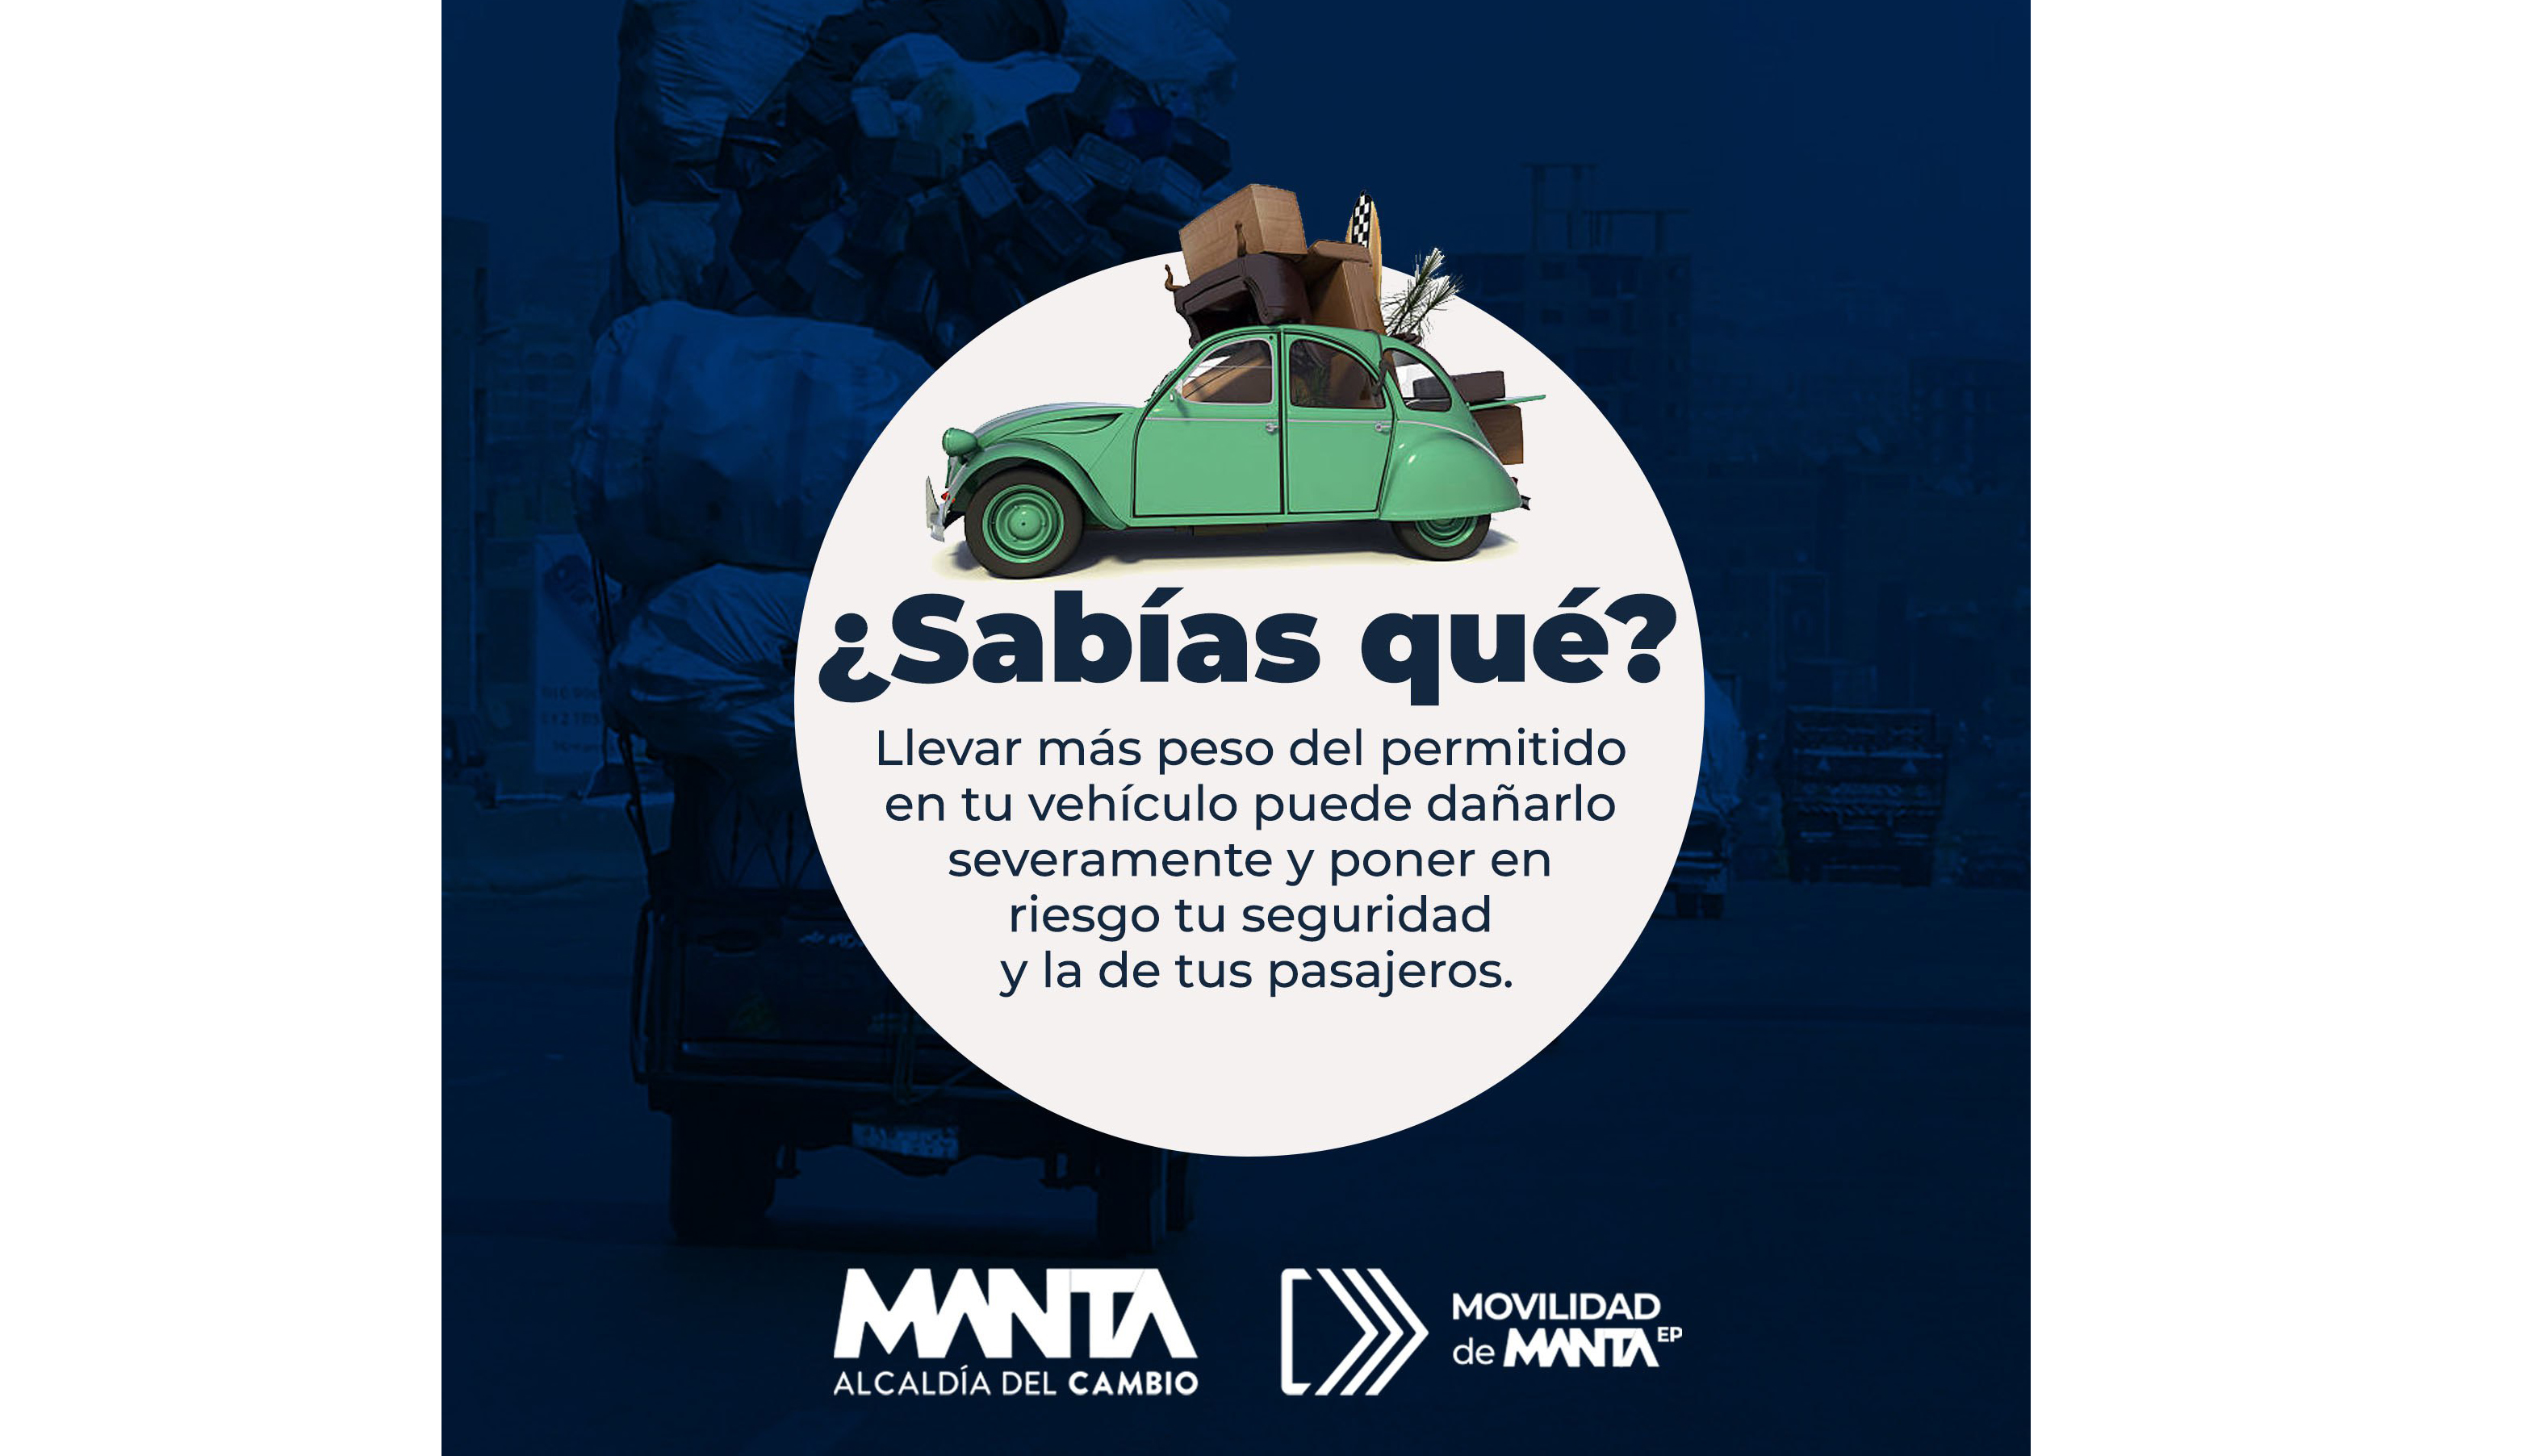 ¿Sabías qué?
Llevar más peso del permitido
en tu vehículo puede dañarlo
severamente y poner en
riesgo tu seguridad
y la de tus pasajeros.
MANTA
ALCALDÍA DEL CAMBIO
MOVILIDAD
de MANTA EP